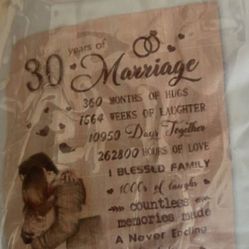 years of
30 Marriage
360 MONTHS OF HUGS
1564 WEEKS OF LAUGHTER
10950 Days Together
262800 HOURS OF LOVE
1 BLESSED FAMILY
1000s of laughs
countless
memories made
A Never Ending